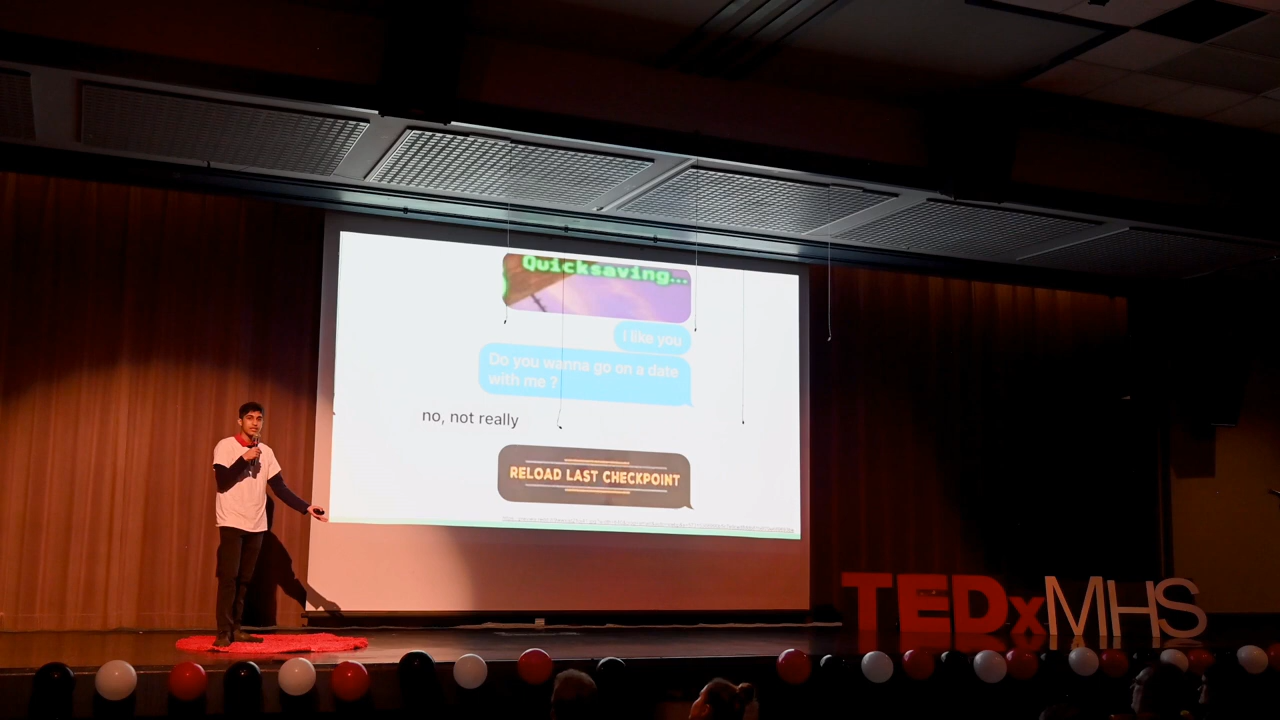 Quicksaving...
I like you
Do you wanna go on a date
with me ?
no, not really
RELOAD LAST CHECKPOINT
TEDxMHS